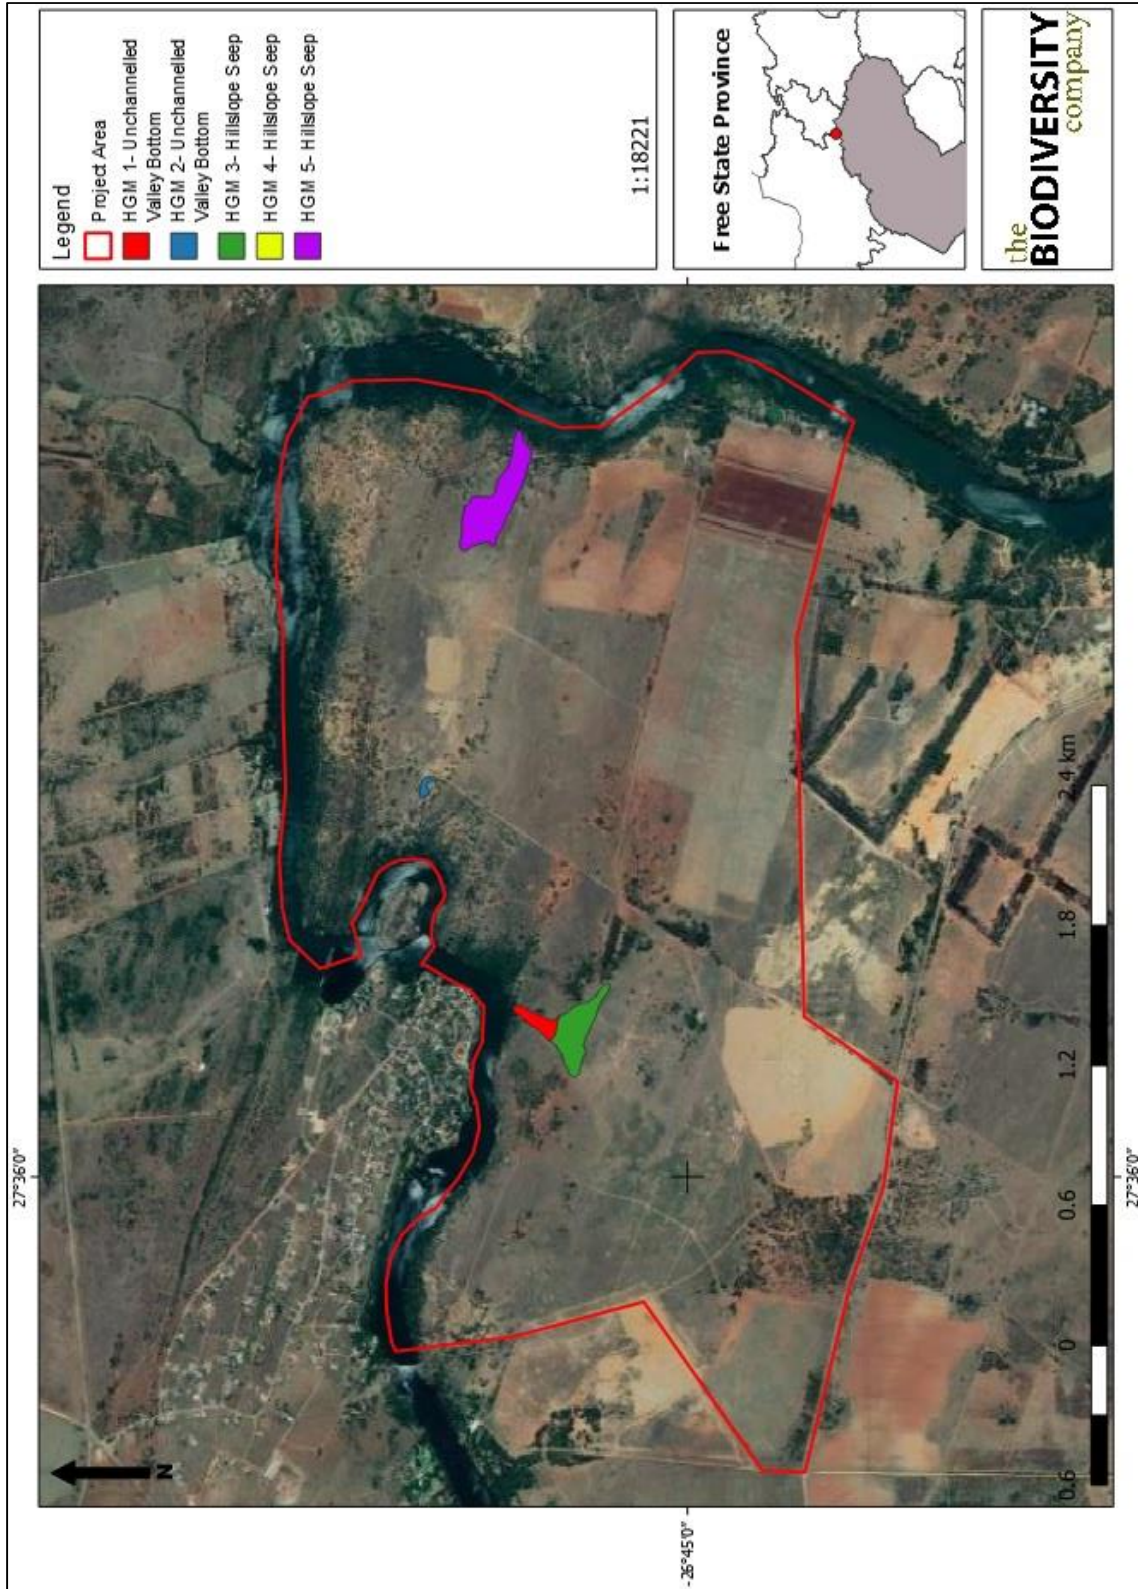 Legend
Project Area
HGM 1- Unchannelled
Valley Bottom
HGM 2- Unchannelled
Valley Bottom
HGM 3- Hillslope Seep
HGM 4- Hillslope Seep
HGM 5- Hillslope Seep
1:18221
Free State Province
the
BIODIVERSITY
company
27°36'0"
N
-26°45'0"
0.6
0
0.6
1.2
1.8
2.4 km
27°36'0"